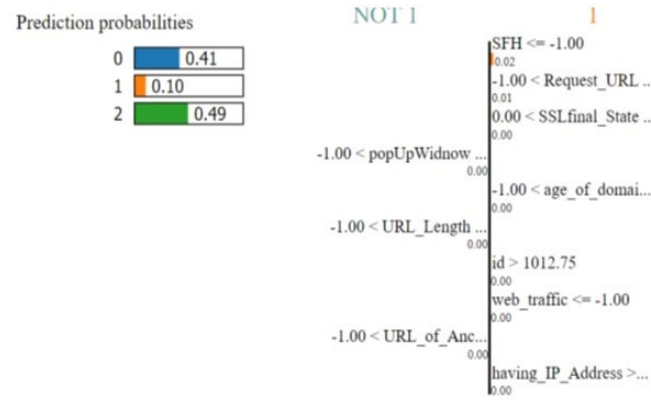 Prediction probabilities
0 0.41
1 0.10
2 0.49
NOT 1 1
SFH <= -1.00
0.02
-1.00 < Request_URL ..
0.01
0.00 < SSLfinal_State ..
0.00
-1.00 < popUpWidnow ...
0.00
-1.00 < age_of_domai...
0.00
-1.00 < URL_Length ...
0.00
id > 1012.75
0.00
web_traffic <= -1.00
0.00
-1.00 < URL_of_Anc...
0.00
having_IP_Address >...
0.00